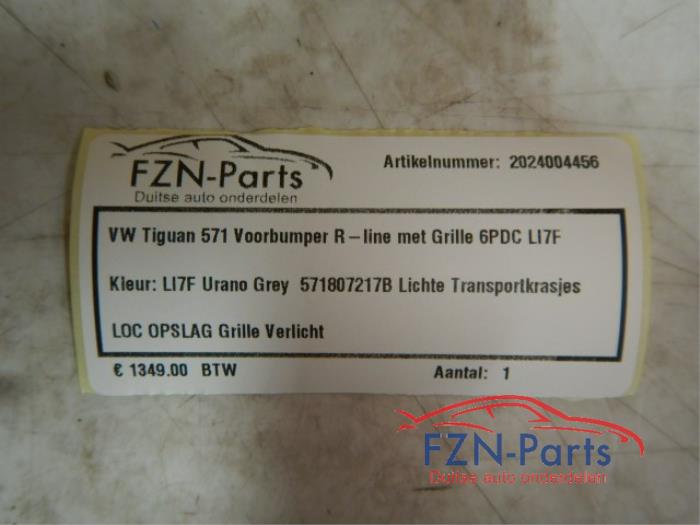 FZN-Parts
Duitse auto onderdelen
Artikelnummer: 2024004456
VW Tiguan 571 Voorbumper R-line met Grille 6PDC LI7F
Kleur: LI7F Urano Grey 571807217B Lichte Transportkrasjes
LOC OPSLAG Grille Verlicht
€ 1349.00 BTW
Aantal: 1
FZN-Parts
Duitse auto onderdelen